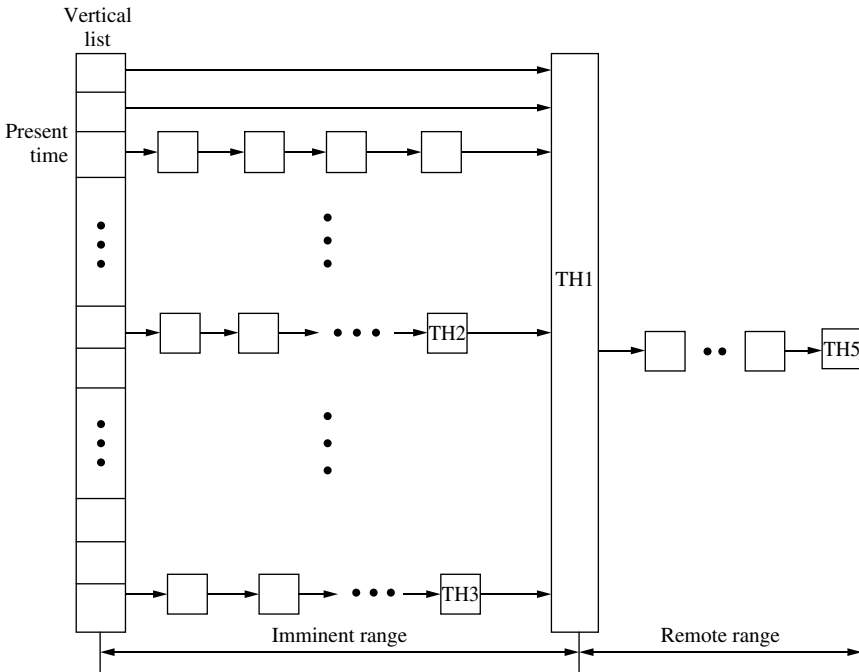 Vertical
list
Present
time
TH1
TH2
TH5
TH3
Imminent range
Remote range